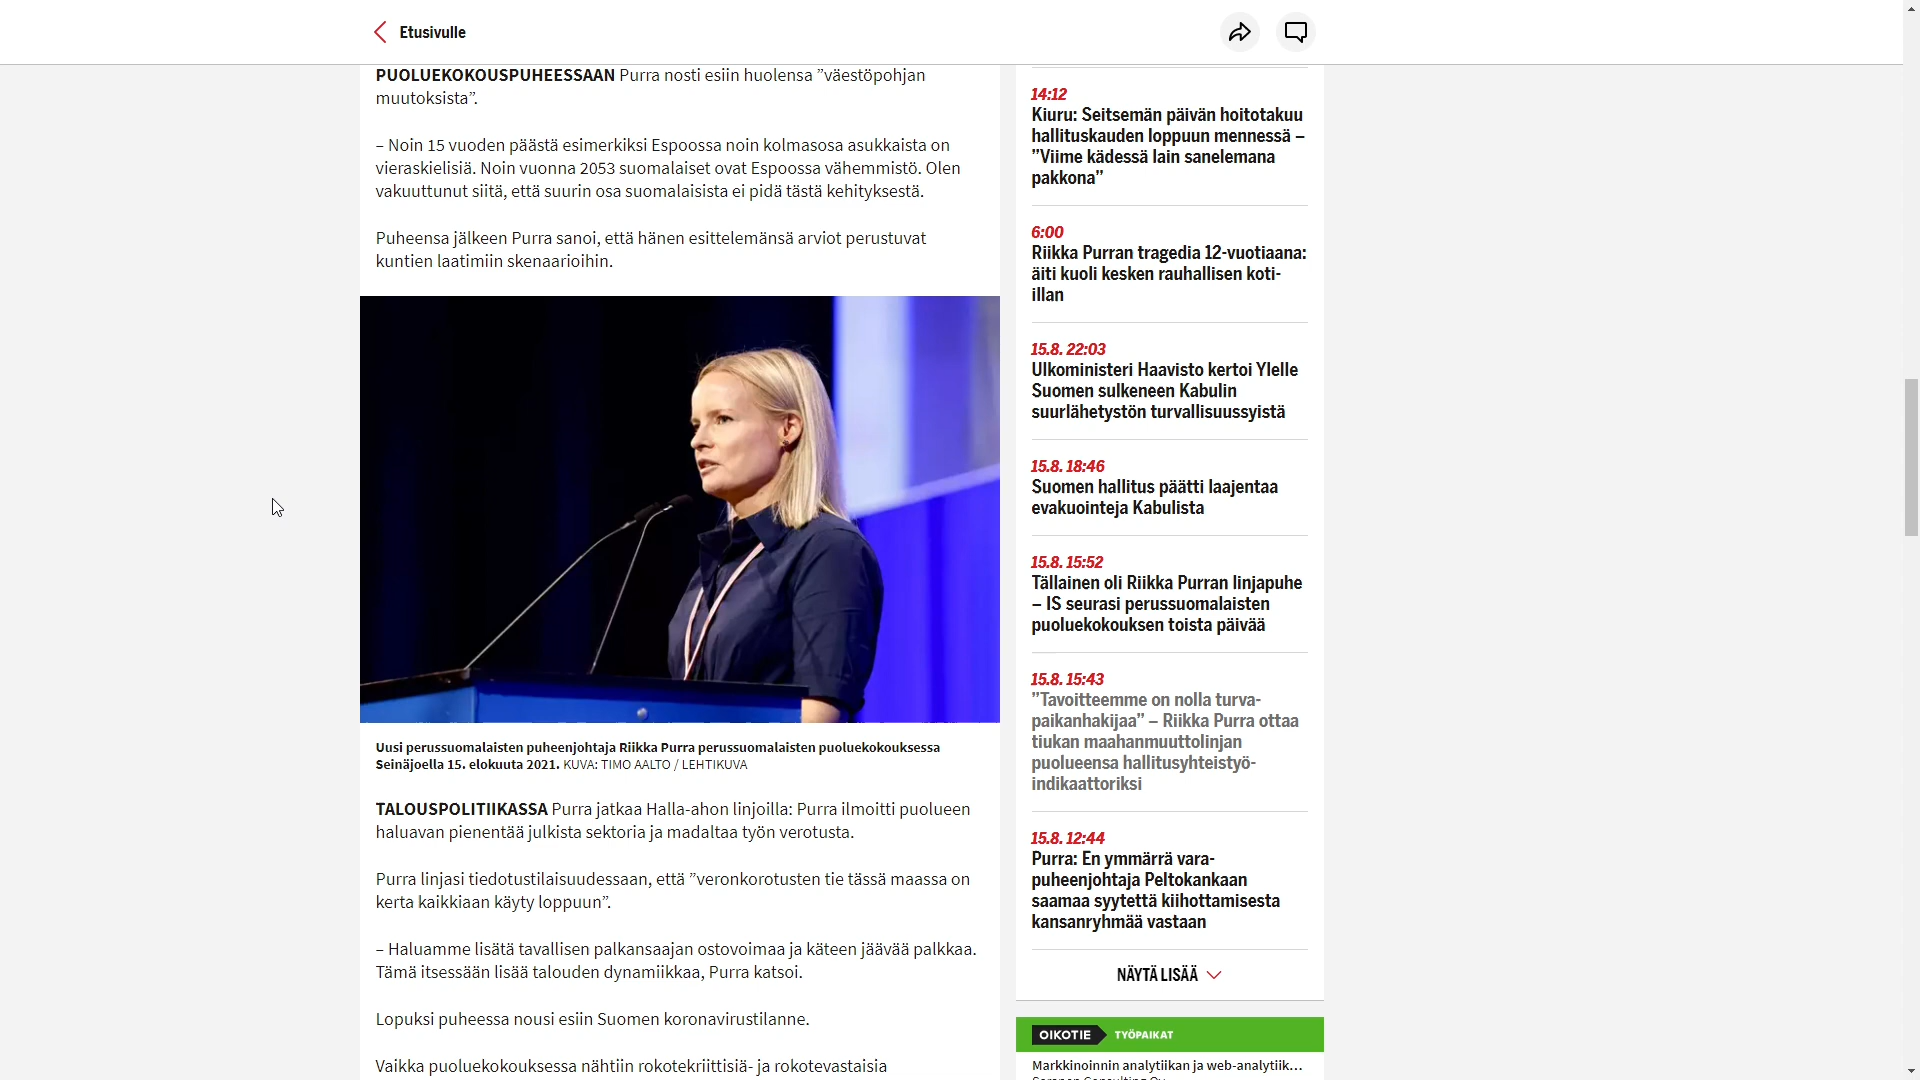 Etusivulle
PUOLUEKOKOUSPUHEESSAAN Purra nosti esiin huolensa ”väestöpohjan
muutoksista”.
– Noin 15 vuoden päästä esimerkiksi Espoossa noin kolmasosa asukkaista on
vieraskielisiä. Noin vuonna 2053 suomalaiset ovat Espoossa vähemmistö. Olen
vakuuttunut siitä, että suurin osa suomalaisista ei pidä tästä kehityksestä.
Puheensa jälkeen Purra sanoi, että hänen esittelemänsä arviot perustuvat
kuntien laatimiin skenaarioihin.
Uusi perussuomalaisten puheenjohtaja Riikka Purra perussuomalaisten puoluekokouksessa
Seinäjoella 15. elokuuta 2021. KUVA: TIMO AALTO / LEHTIKUVA
TALOUSPOLITIIKASSA Purra jatkaa Halla-ahon linjoilla: Purra ilmoitti puolueen
haluavan pienentää julkista sektoria ja madaltaa työn verotusta.
Purra linjasi tiedotustilaisuudessaan, että ”veronkorotusten tie tässä maassa on
kerta kaikkiaan käyty loppuun”.
– Haluamme lisätä tavallisen palkansaajan ostovoimaa ja käteen jäävää palkkaa.
Tämä itsessään lisää talouden dynamiikkaa, Purra katsoi.
Lopuksi puheessa nousi esiin Suomen koronavirustilanne.
Vaikka puoluekokouksessa nähtiin rokotekriittisiä- ja rokotevastaisia
14:12
Kiuru: Seitsemän päivän hoitotakuu
hallituskauden loppuun mennessä –
”Viime kädessä lain sanelemana
pakkona”
6:00
Riikka Purran tragedia 12-vuotiaana:
äiti kuoli kesken rauhallisen koti-
illan
15.8. 22:03
Ulkoministeri Haavisto kertoi Ylelle
Suomen sulkeneen Kabulin
suurlähetystön turvallisuussyistä
15.8. 18:46
Suomen hallitus päätti laajentaa
evakuointeja Kabulista
15.8. 15:52
Tällainen oli Riikka Purran linjapuhe
– IS seurasi perussuomalaisten
puoluekokouksen toista päivää
15.8. 15:43
”Tavoitteemme on nolla turva-
paikanhakijaa” – Riikka Purra ottaa
tiukan maahanmuuttolinjan
puolueensa hallitusyhteistyö-
indikaattoriksi
15.8. 12:44
Purra: En ymmärrä vara-
puheenjohtaja Peltokankaan
saamaa syytettä kiihottamisesta
kansanryhmää vastaan
NÄYTÄ LISÄÄ
OIKOTIE TYÖPAIKAT
Markkinoinnin analytiikan ja web-analytiik...